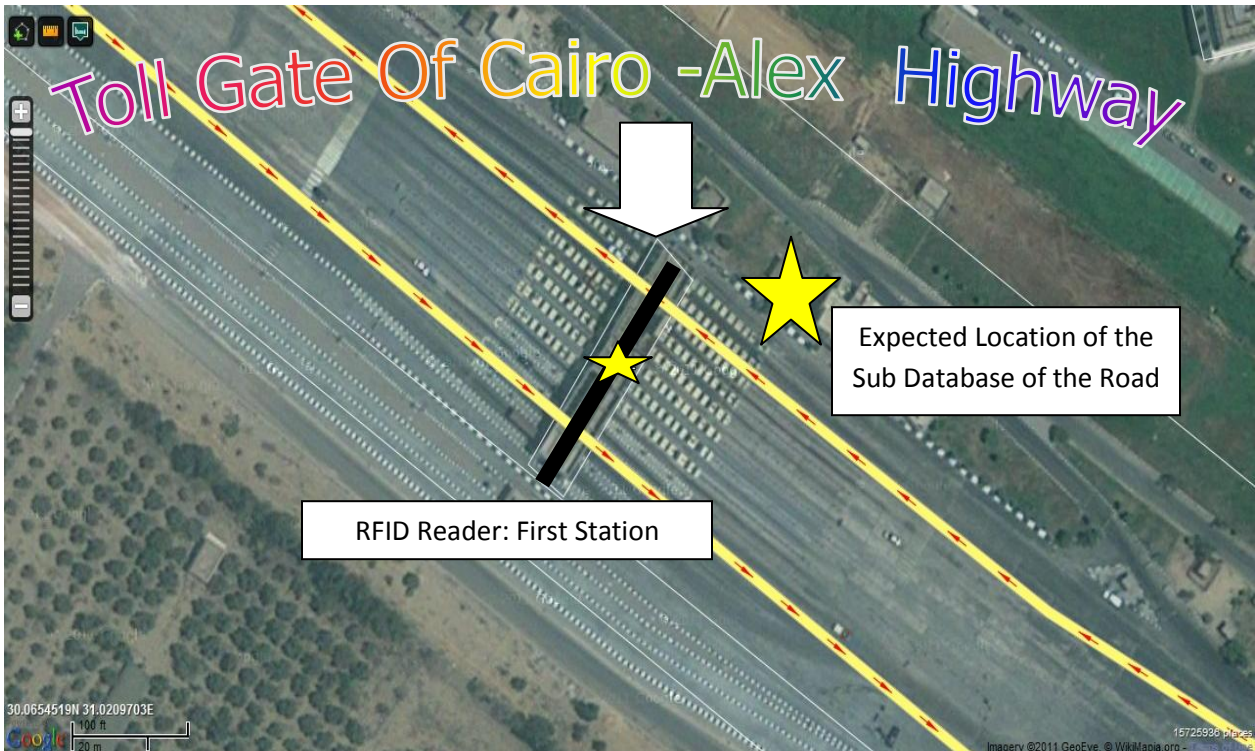 Toll Gate Of Cairo -Alex Highway
Expected Location of the
Sub Database of the Road
RFID Reader: First Station
30.0654519N 31.0209703E
100 ft
Google
20 m
15725936 places
Imagery ©2011 GeoEye, © WikiMapia.org -